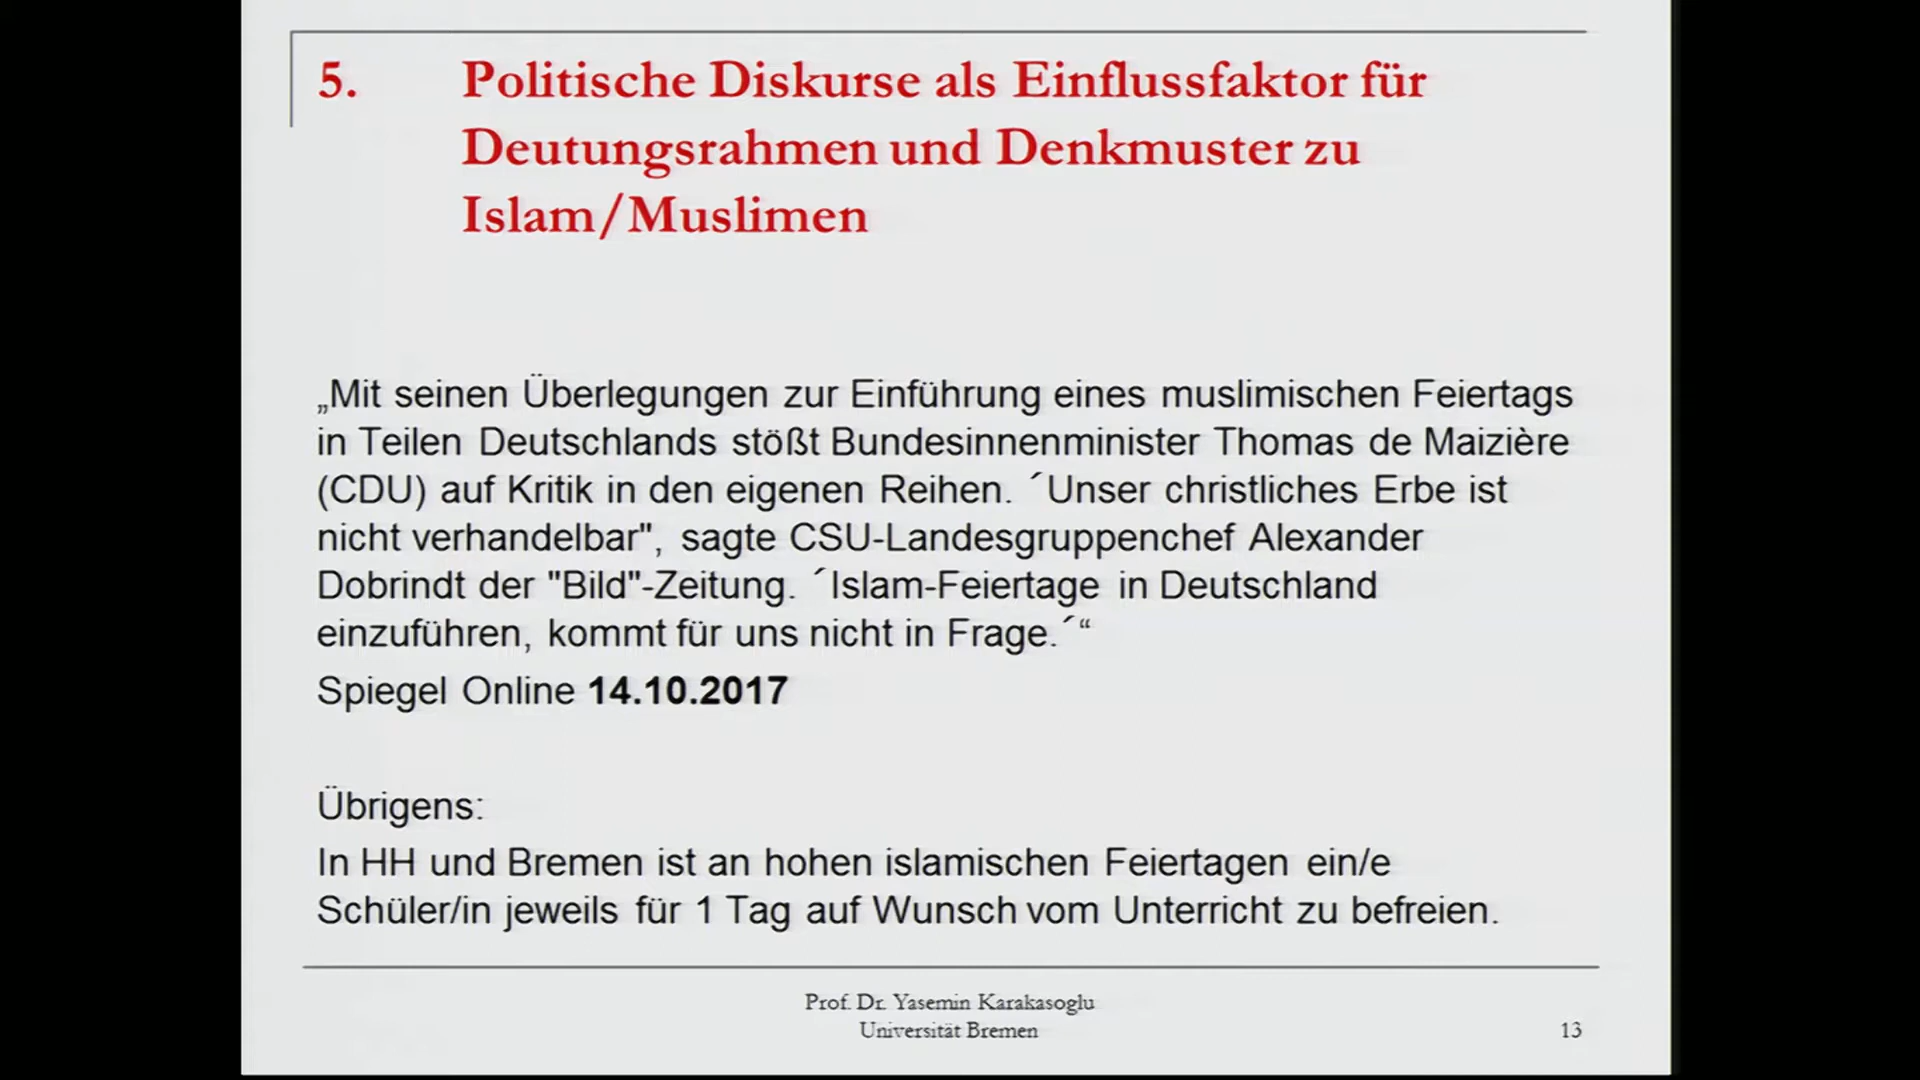 5. Politische Diskurse als Einflussfaktor für
Deutungsrahmen und Denkmuster zu
Islam/Muslimen
„Mit seinen Überlegungen zur Einführung eines muslimischen Feiertags
in Teilen Deutschlands stößt Bundesinnenminister Thomas de Maizière
(CDU) auf Kritik in den eigenen Reihen. ´Unser christliches Erbe ist
nicht verhandelbar", sagte CSU-Landesgruppenchef Alexander
Dobrindt der "Bild"-Zeitung. ´Islam-Feiertage in Deutschland
einzuführen, kommt für uns nicht in Frage.´“
Spiegel Online 14.10.2017
Übrigens:
In HH und Bremen ist an hohen islamischen Feiertagen ein/e
Schüler/in jeweils für 1 Tag auf Wunsch vom Unterricht zu befreien.
Prof. Dr. Yasemin Karakasoglu
Universität Bremen
13